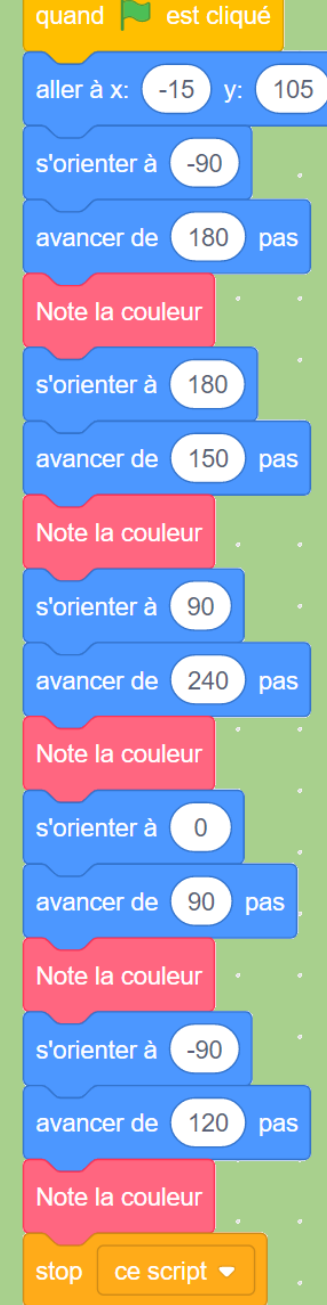 quand est cliqué
aller à x: -15 y: 105
s'orienter à -90
avancer de 180 pas
Note la couleur
s'orienter à 180
avancer de 150 pas
Note la couleur
s'orienter à 90
avancer de 240 pas
Note la couleur
s'orienter à 0
avancer de 90 pas
Note la couleur
s'orienter à -90
avancer de 120 pas
Note la couleur
stop ce script